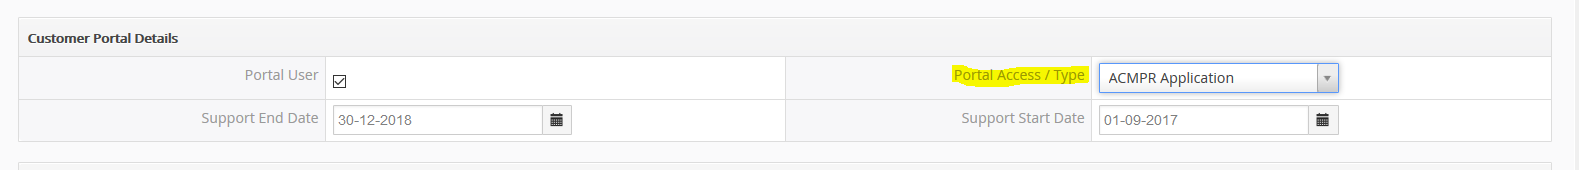 Customer Portal Details
Portal User
Portal Access / Type
ACMPR Application
Support End Date
30-12-2018
Support Start Date
01-09-2017